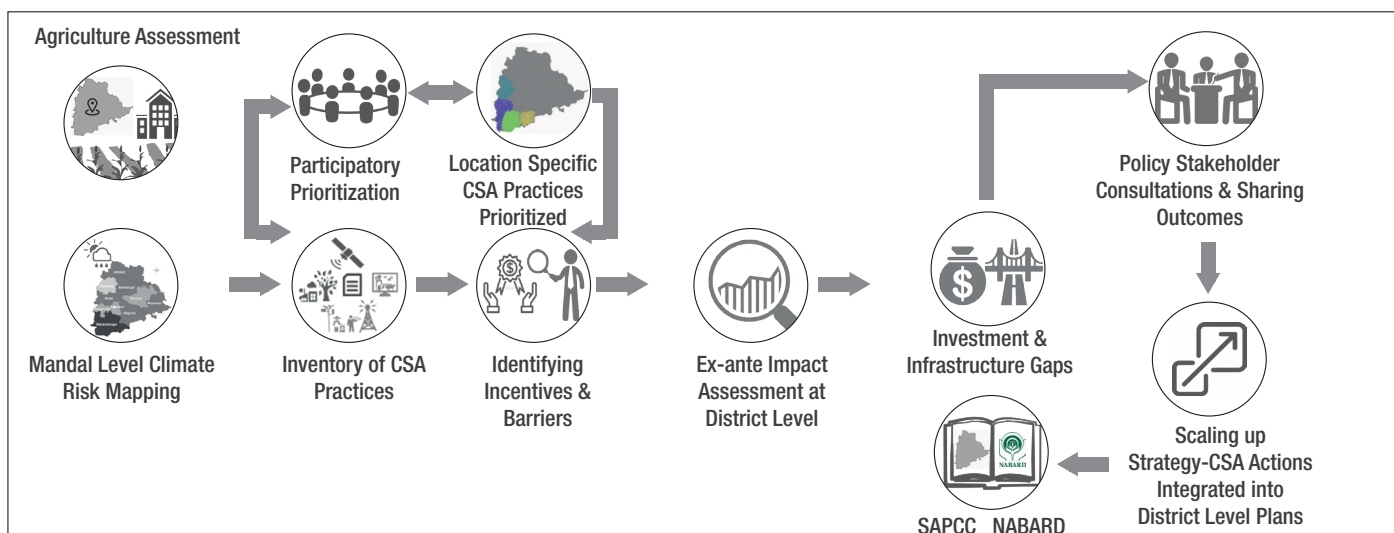 Agriculture Assessment
Participatory
Prioritization
Location Specific
CSA Practices
Prioritized
Policy Stakeholder
Consultations & Sharing
Outcomes
Mandal Level Climate
Risk Mapping
Inventory of CSA
Practices
Identifying
Incentives &
Barriers
Ex-ante Impact
Assessment at
District Level
Investment &
Infrastructure Gaps
Scaling up
Strategy-CSA Actions
Integrated into
District Level Plans
NABARD
SAPCC NABARD